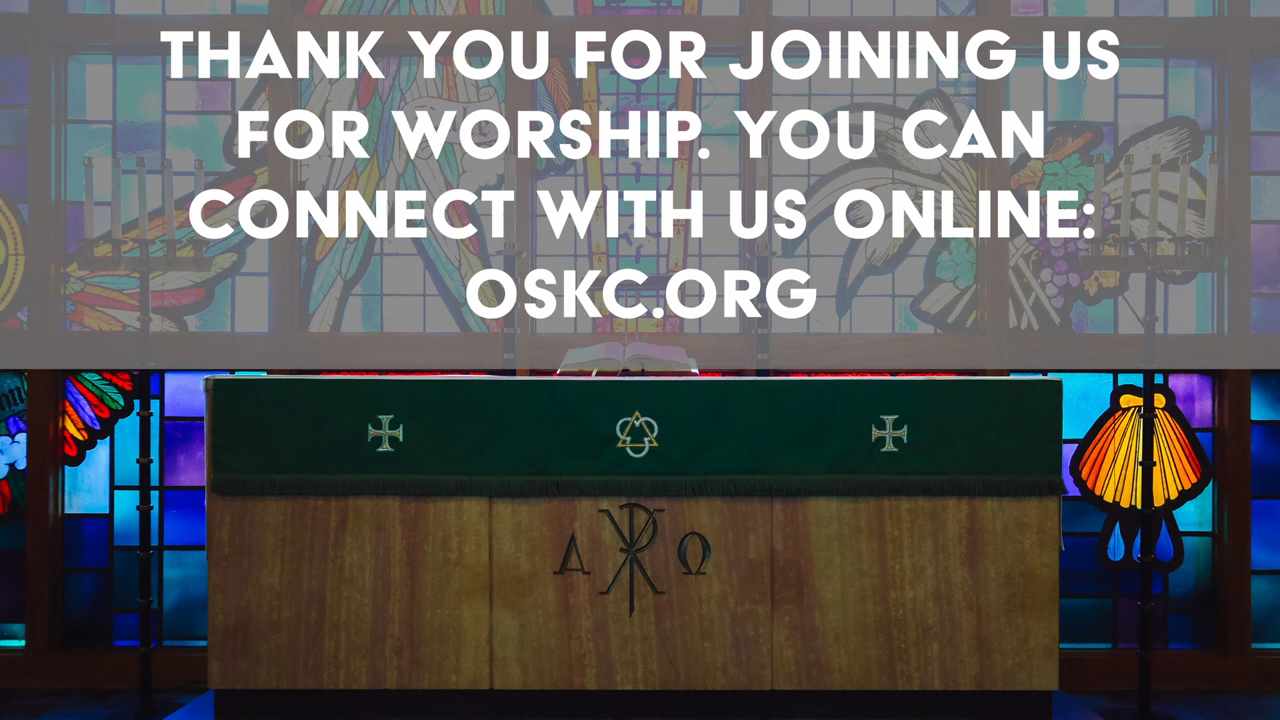 THANK YOU FOR JOINING US
FOR WORSHIP. YOU CAN
CONNECT WITH US ONLINE:
OSKC.ORG
Α ☧ Ω